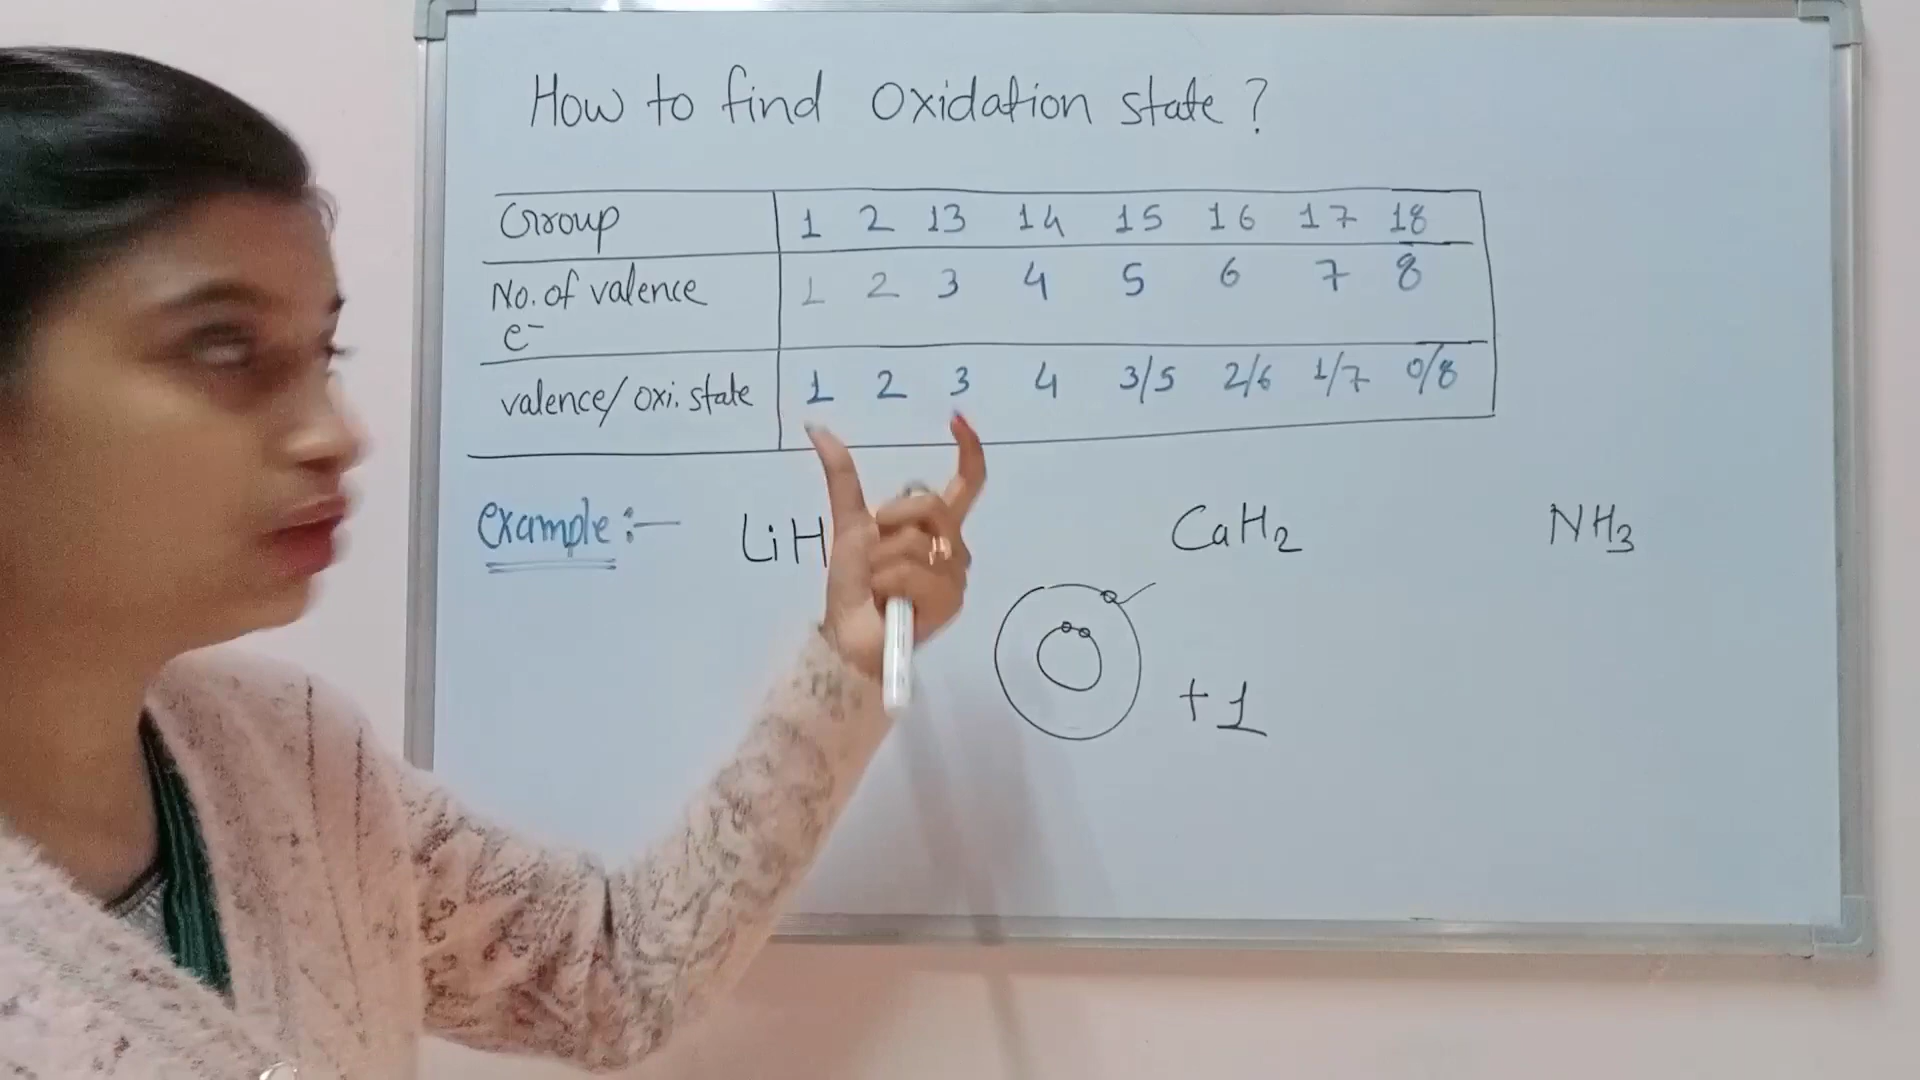 How to find Oxidation state ?
Group 1 2 13 14 15 16 17 18
No. of valence e⁻ 1 2 3 4 5 6 7 8
valence/oxi. state 1 2 3 4 3/5 2/6 1/7 0/8
example :— LiH CaH₂ NH₃
+1